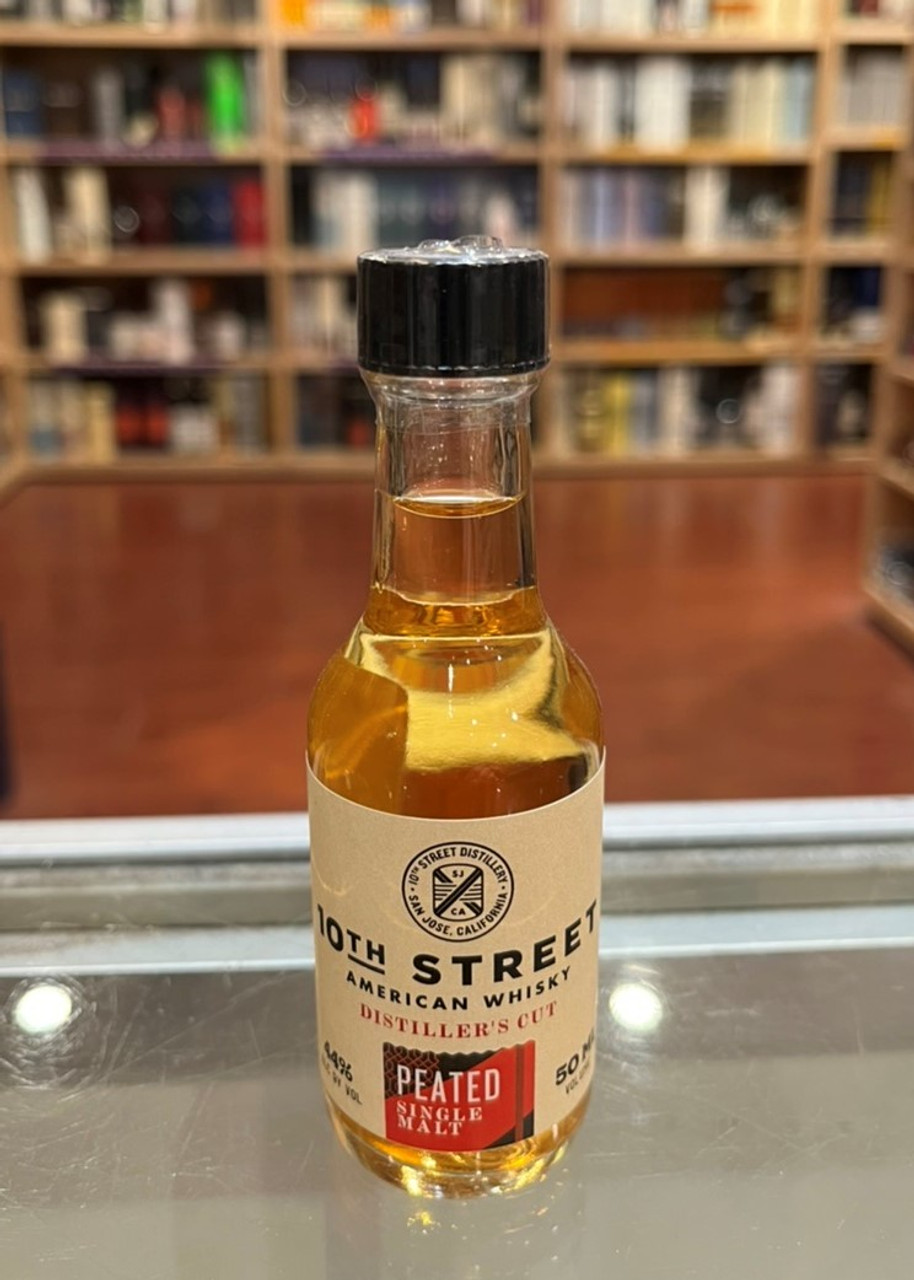 10TH STREET DISTILLERY
SJ
CA
SAN JOSE, CALIFORNIA
10TH STREET
AMERICAN WHISKY
DISTILLER'S CUT
44%
ALC BY VOL
50 ML
PEATED
SINGLE
MALT